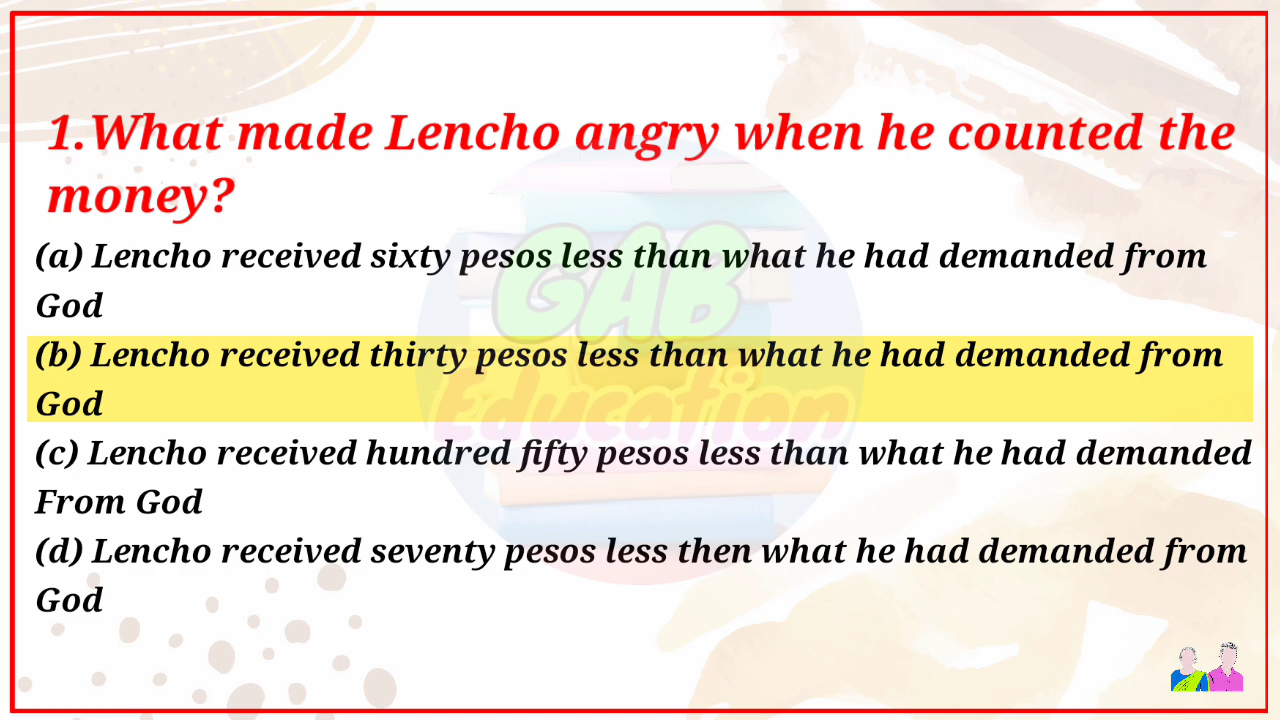 1.What made Lencho angry when he counted the
money?
(a) Lencho received sixty pesos less than what he had demanded from
God
(b) Lencho received thirty pesos less than what he had demanded from
God
(c) Lencho received hundred fifty pesos less than what he had demanded
From God
(d) Lencho received seventy pesos less then what he had demanded from
God
GAB
Education